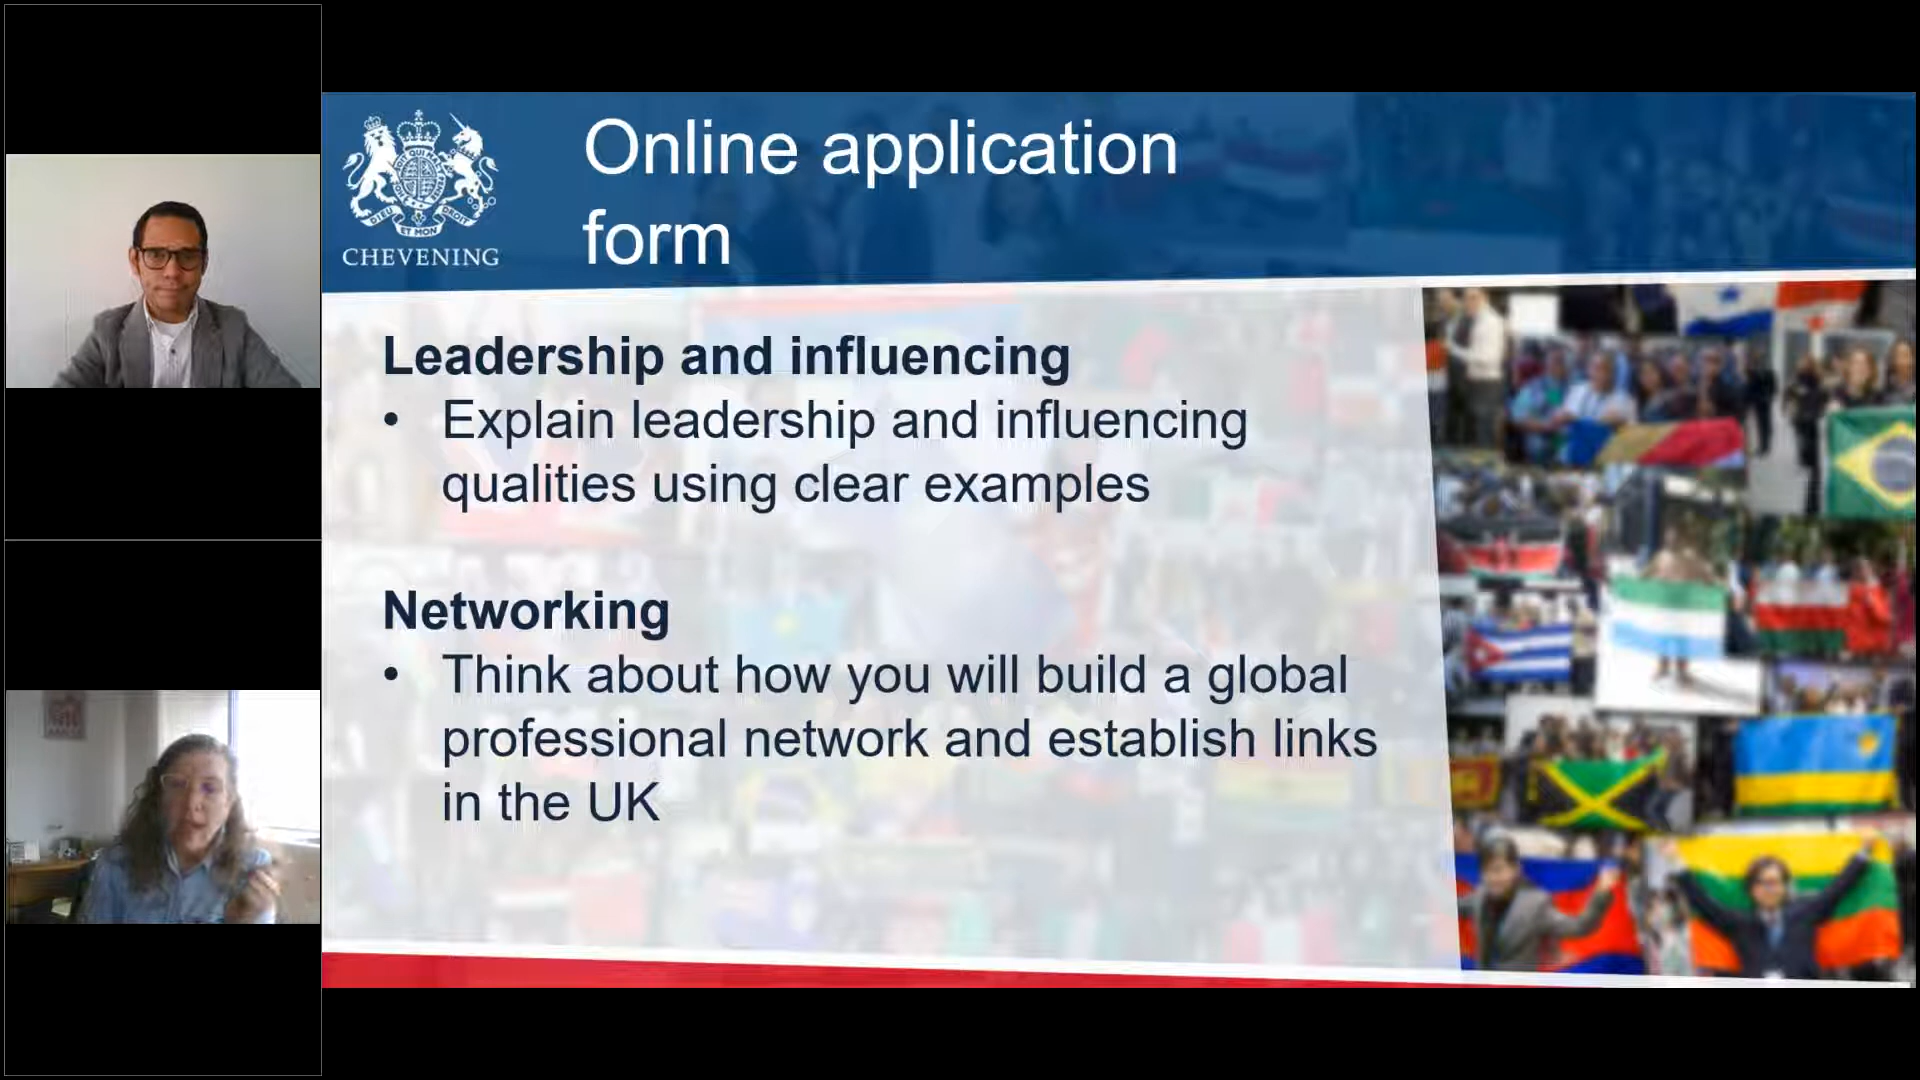 CHEVENING
Online application
form
Leadership and influencing
• Explain leadership and influencing
qualities using clear examples
Networking
• Think about how you will build a global
professional network and establish links
in the UK